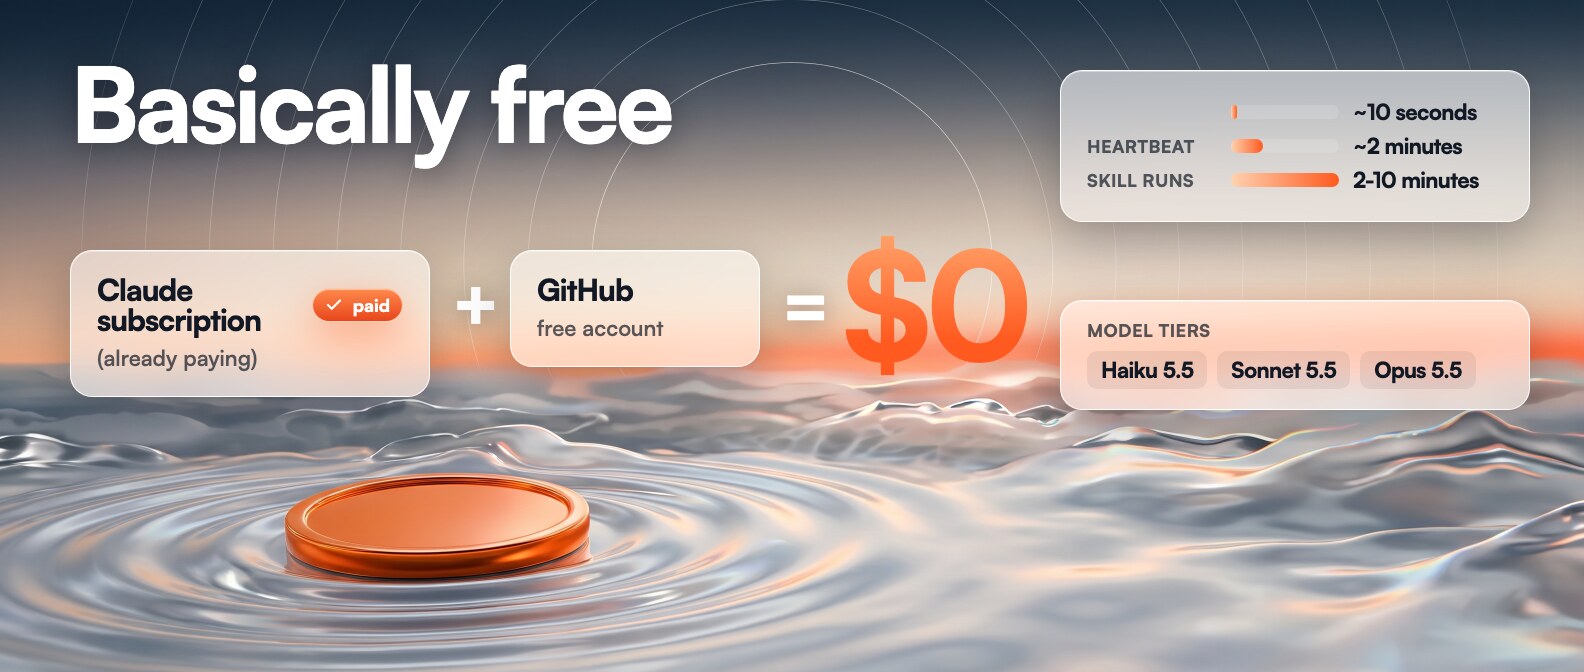 Basically free
~10 seconds
HEARTBEAT ~2 minutes
SKILL RUNS 2-10 minutes
Claude
subscription
(already paying)
✓ paid
+
GitHub
free account
=
$0
MODEL TIERS
Haiku 5.5 Sonnet 5.5 Opus 5.5